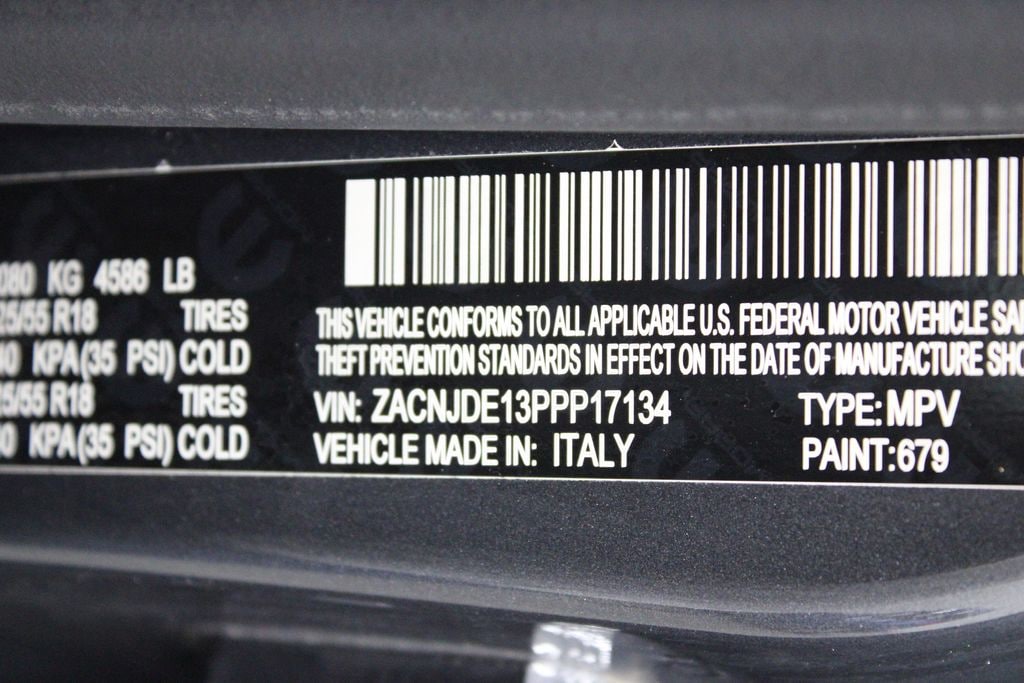 080 KG 4586 LB
25/55 R18 TIRES
KPA(35 PSI) COLD
5/55 R18 TIRES
0 KPA(35 PSI) COLD
THIS VEHICLE CONFORMS TO ALL APPLICABLE U.S. FEDERAL MOTOR VEHICLE SA
THEFT PREVENTION STANDARDS IN EFFECT ON THE DATE OF MANUFACTURE SHO
VIN: ZACNJDE13PPP17134 TYPE: MPV
VEHICLE MADE IN: ITALY PAINT:679